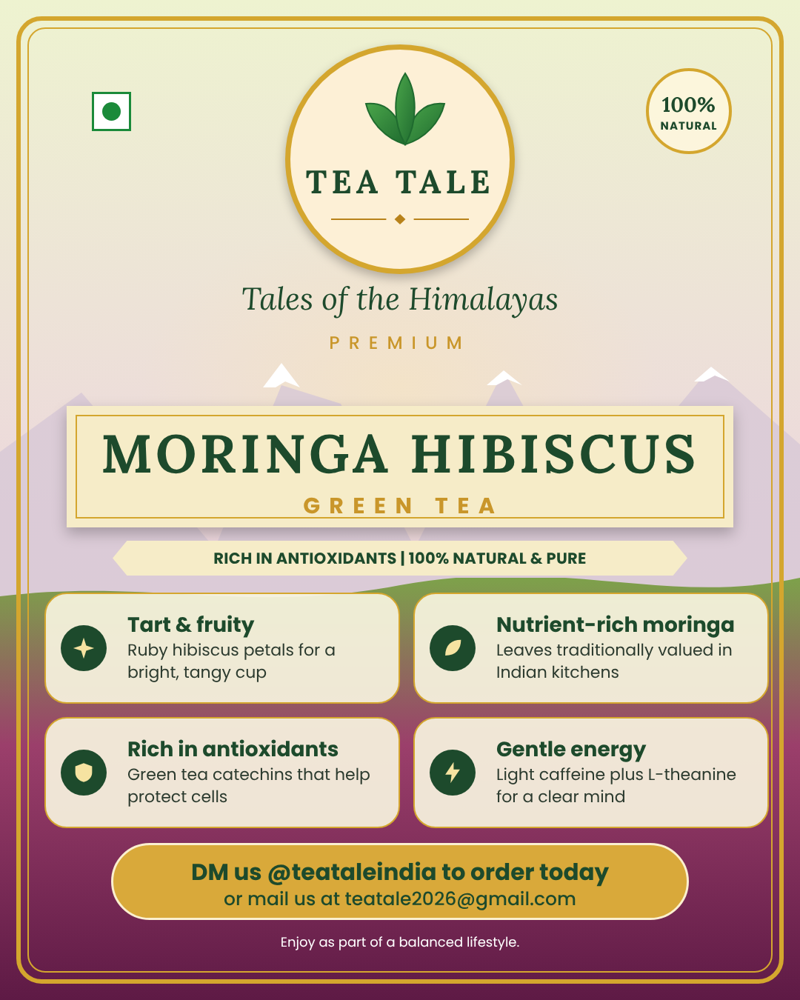 100%
NATURAL
TEA TALE
Tales of the Himalayas
PREMIUM
MORINGA HIBISCUS
GREEN TEA
RICH IN ANTIOXIDANTS | 100% NATURAL & PURE
Tart & fruity
Ruby hibiscus petals for a
bright, tangy cup
Nutrient-rich moringa
Leaves traditionally valued in
Indian kitchens
Rich in antioxidants
Green tea catechins that help
protect cells
Gentle energy
Light caffeine plus L-theanine
for a clear mind
DM us @teataleindia to order today
or mail us at teatale2026@gmail.com
Enjoy as part of a balanced lifestyle.